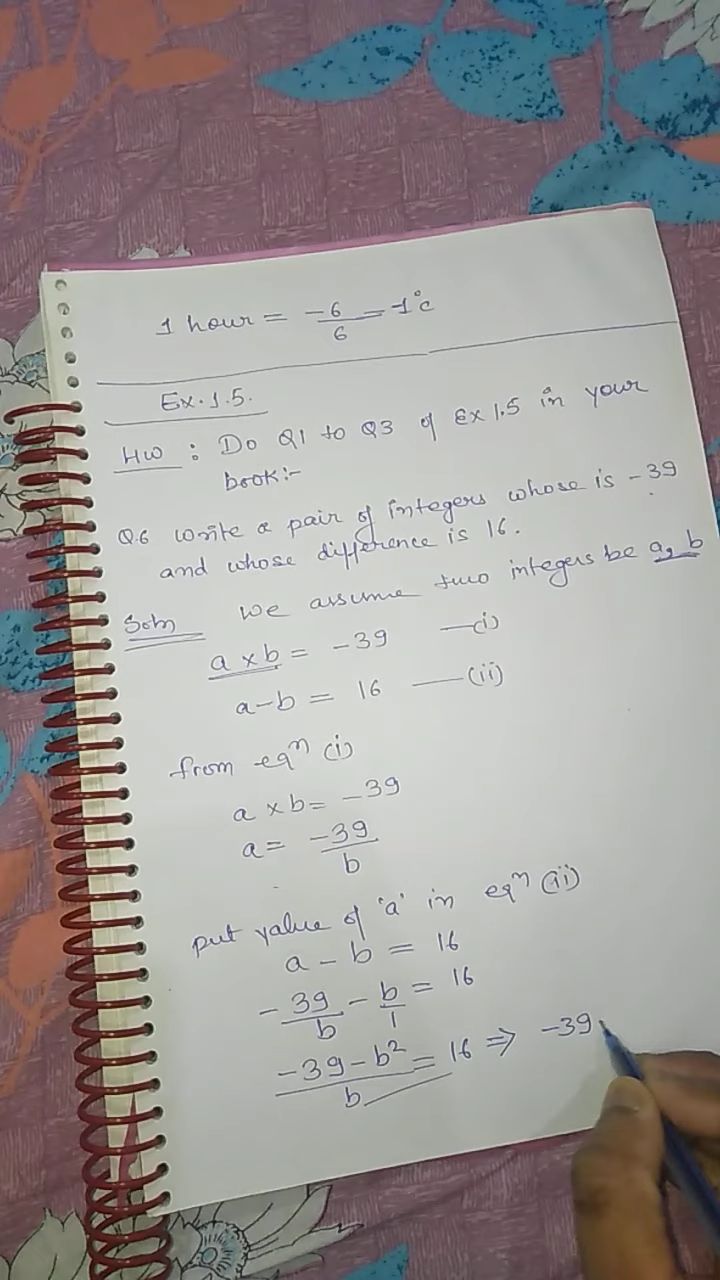 1 hour = -6/6 = -1°c
Ex. 1.5.
HW : Do Q1 to Q3 of Ex 1.5 in your
book:-
Q.6 Write a pair of integers whose is -39
and whose difference is 16.
Soln We assume two integers be a, b
a × b = -39 —(i)
a-b = 16 —(ii)
from eqⁿ (i)
a × b = -39
a = -39/b
put value of 'a' in eqⁿ (ii)
a - b = 16
-39/b - b/1 = 16
-39-b²/b = 16 ⇒ -39